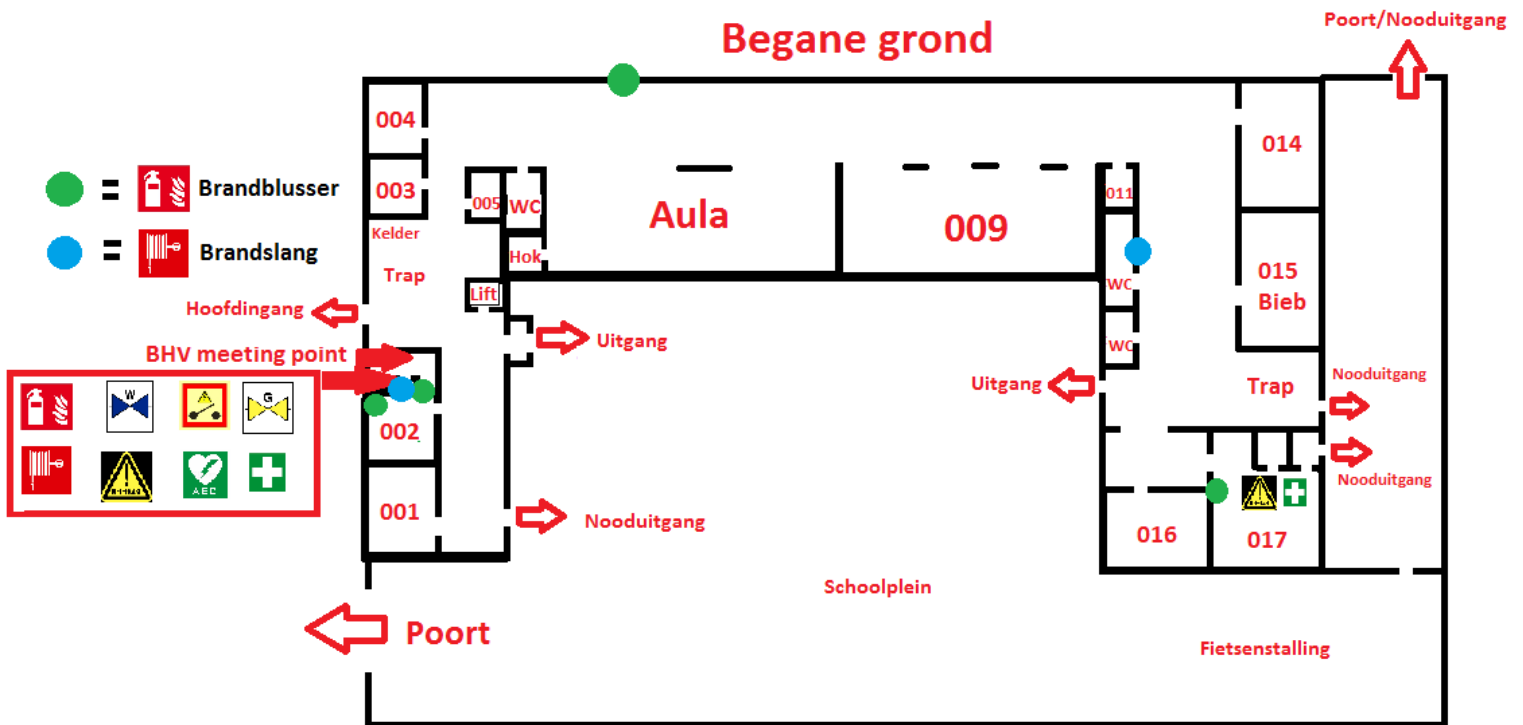 Begane grond
Poort/Nooduitgang
004
014
= Brandblusser
003
005
WC
011
Aula
009
Kelder
= Brandslang
Hok
Trap
015
Bieb
WC
Lift
Hoofdingang
Uitgang
WC
BHV meeting point
Uitgang
Trap
Nooduitgang
W
A
G
002
Nooduitgang
AED
001
Nooduitgang
016
017
Schoolplein
Poort
Fietsenstalling